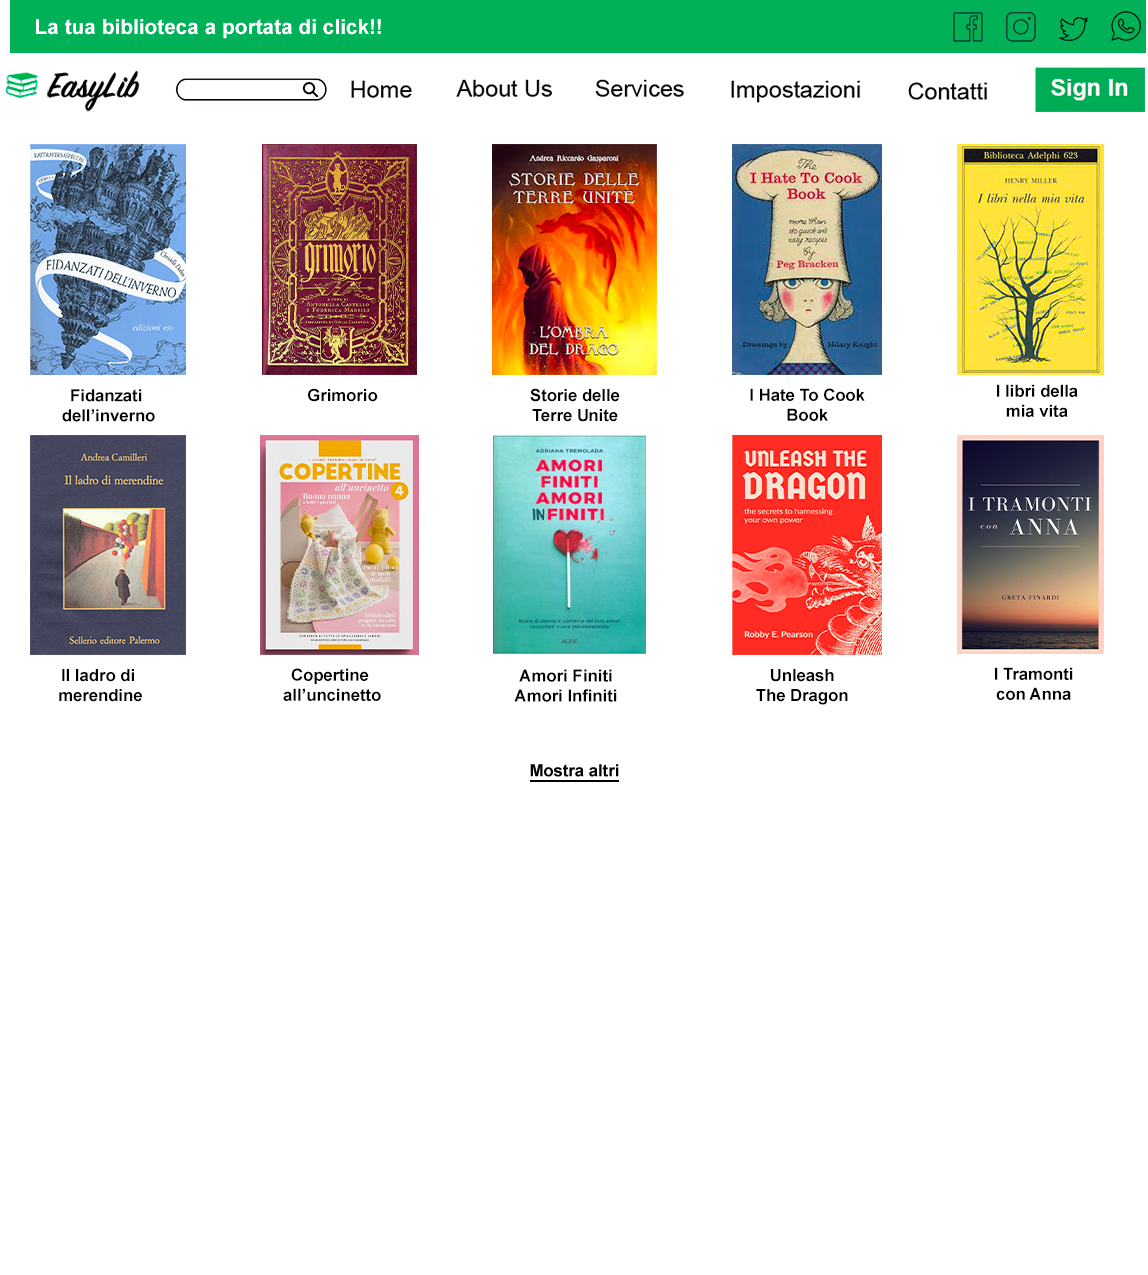 La tua biblioteca a portata di click!!
EasyLib
Home
About Us
Services
Impostazioni
Contatti
Sign In
L'ATTRAVERSASPECCHI
FIDANZATI DELL'INVERNO
edizioni e/o
Fidanzati
dell'inverno
grimorio
A CURA DI
ANTONELLA CASTELLO
E FEDERICA MARSILO
Grimorio
Andrea Riccardo Gasparoni
STORIE DELLE
TERRE UNITE
L'OMBRA
DEL DRAGO
Storie delle
Terre Unite
The
I Hate To Cook
Book
more than
180 quick and
easy recipes
By
Peg Bracken
Drawings by Hilary Knight
I Hate To Cook
Book
Biblioteca Adelphi 623
HENRY MILLER
I libri nella mia vita
I libri della
mia vita
Andrea Camilleri
Il ladro di merendine
Sellerio editore Palermo
Il ladro di
merendine
COPERTINE
all'uncinetto
4
Buona nanna
Copertine
all'uncinetto
ADRIANA TREMOLADA
AMORI
FINITI
AMORI
INFINITI
Amori Finiti
Amori Infiniti
UNLEASH THE
DRAGON
the secrets to harnessing
your own power
Robby E. Pearson
Unleash
The Dragon
I TRAMONTI
con ANNA
GRETA FINARDI
I Tramonti
con Anna
Mostra altri